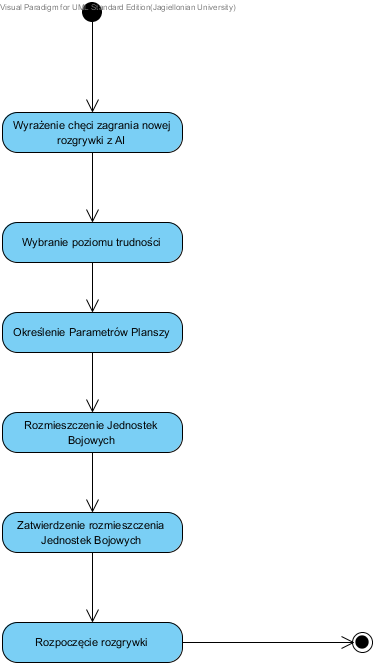 Visual Paradigm for UML Standard Edition(Jagiellonian University)
Wyrażenie chęci zagrania nowej
rozgrywki z AI
Wybranie poziomu trudności
Określenie Parametrów Planszy
Rozmieszczenie Jednostek
Bojowych
Zatwierdzenie rozmieszczenia
Jednostek Bojowych
Rozpoczęcie rozgrywki